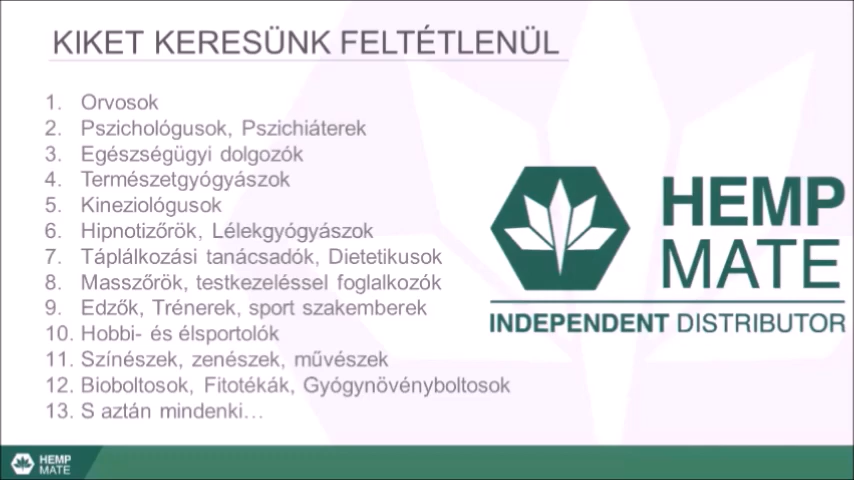 KIKET KERESÜNK FELTÉTLENÜL
1. Orvosok
2. Pszichológusok, Pszichiáterek
3. Egészségügyi dolgozók
4. Természetgyógyászok
5. Kineziológusok
6. Hipnotizőrök, Lélekgyógyászok
7. Táplálkozási tanácsadók, Dietetikusok
8. Masszőrök, testkezeléssel foglalkozók
9. Edzők, Trénerek, sport szakemberek
10. Hobbi- és élsportolók
11. Színészek, zenészek, művészek
12. Bioboltosok, Fitotékák, Gyógynövényboltosok
13. S aztán mindenki…
HEMP
MATE
INDEPENDENT DISTRIBUTOR
HEMP
MATE